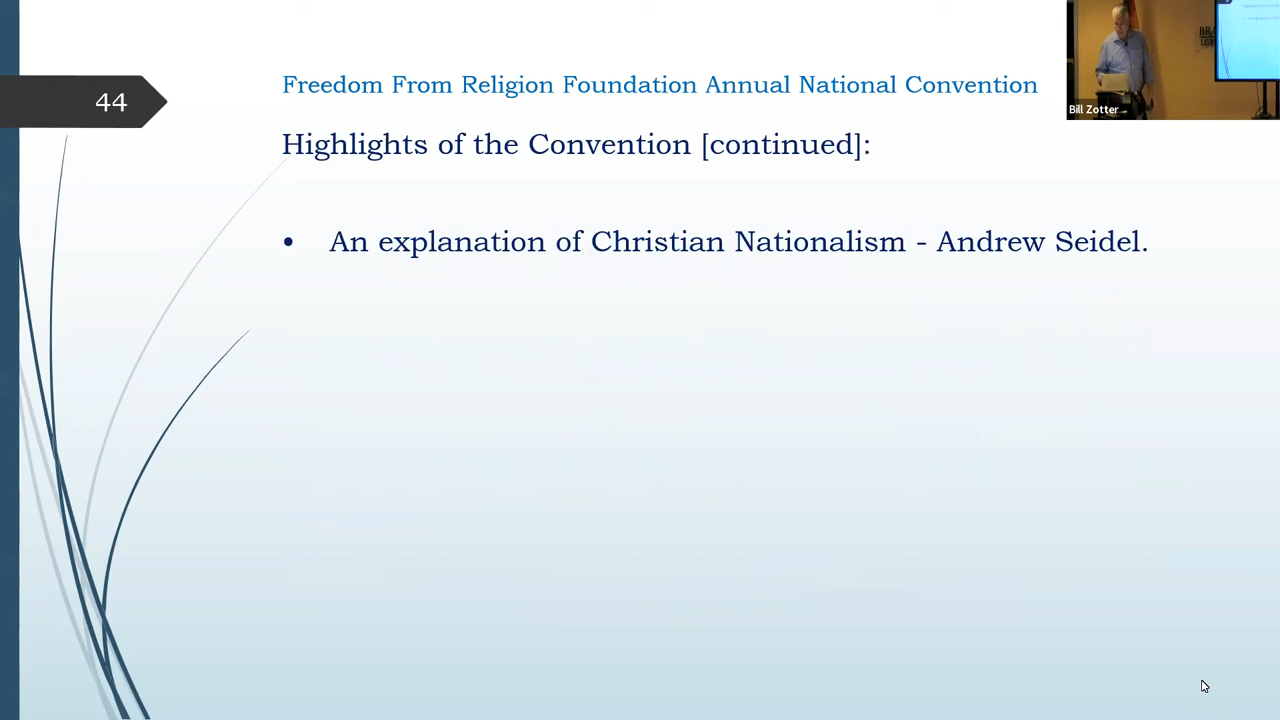 44
Freedom From Religion Foundation Annual National Convention
Highlights of the Convention [continued]:
• An explanation of Christian Nationalism - Andrew Seidel.
Bill Zotter